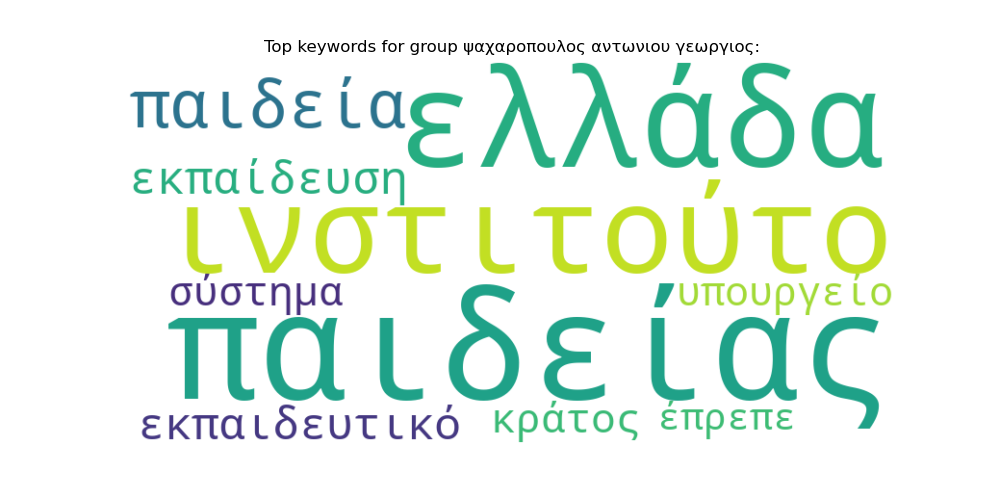 Top keywords for group ψαχαροπουλος αντωνιου γεωργιος:
παιδεία
ελλάδα
εκπαίδευση
ινστιτούτο
σύστημα
υπουργείο
παιδείας
εκπαιδευτικό
κράτος
έπρεπε